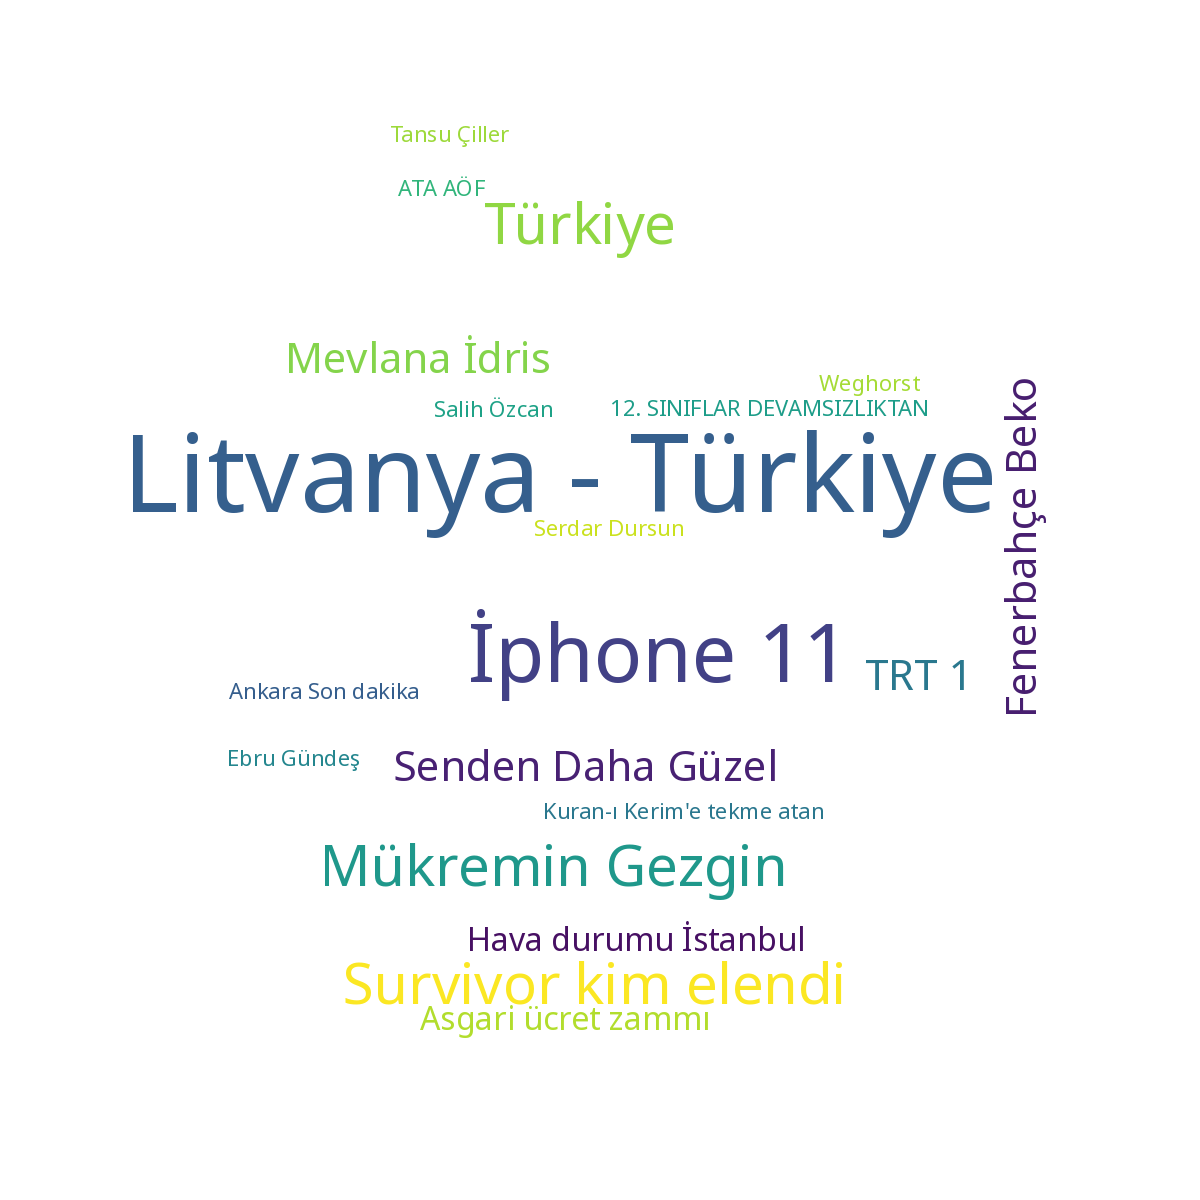 Tansu Çiller
ATA AÖF
Türkiye
Mevlana İdris
Weghorst
Salih Özcan
12. SINIFLAR DEVAMSIZLIKTAN
Litvanya - Türkiye
Fenerbahçe Beko
Serdar Dursun
İphone 11
TRT 1
Ankara Son dakika
Ebru Gündeş
Senden Daha Güzel
Kuran-ı Kerim'e tekme atan
Mükremin Gezgin
Hava durumu İstanbul
Survivor kim elendi
Asgari ücret zammı